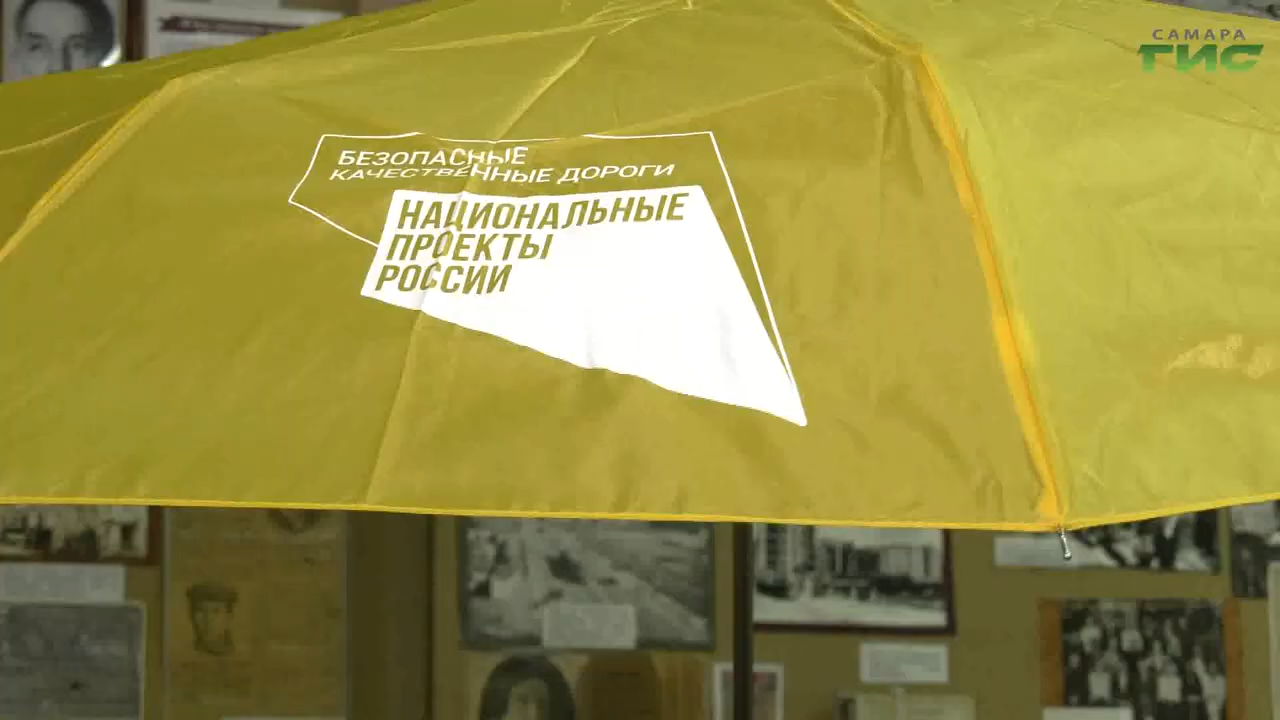 САМАРА
ГИС
БЕЗОПАСНЫЕ
КАЧЕСТВЕННЫЕ ДОРОГИ
НАЦИОНАЛЬНЫЕ
ПРОЕКТЫ
РОССИИ